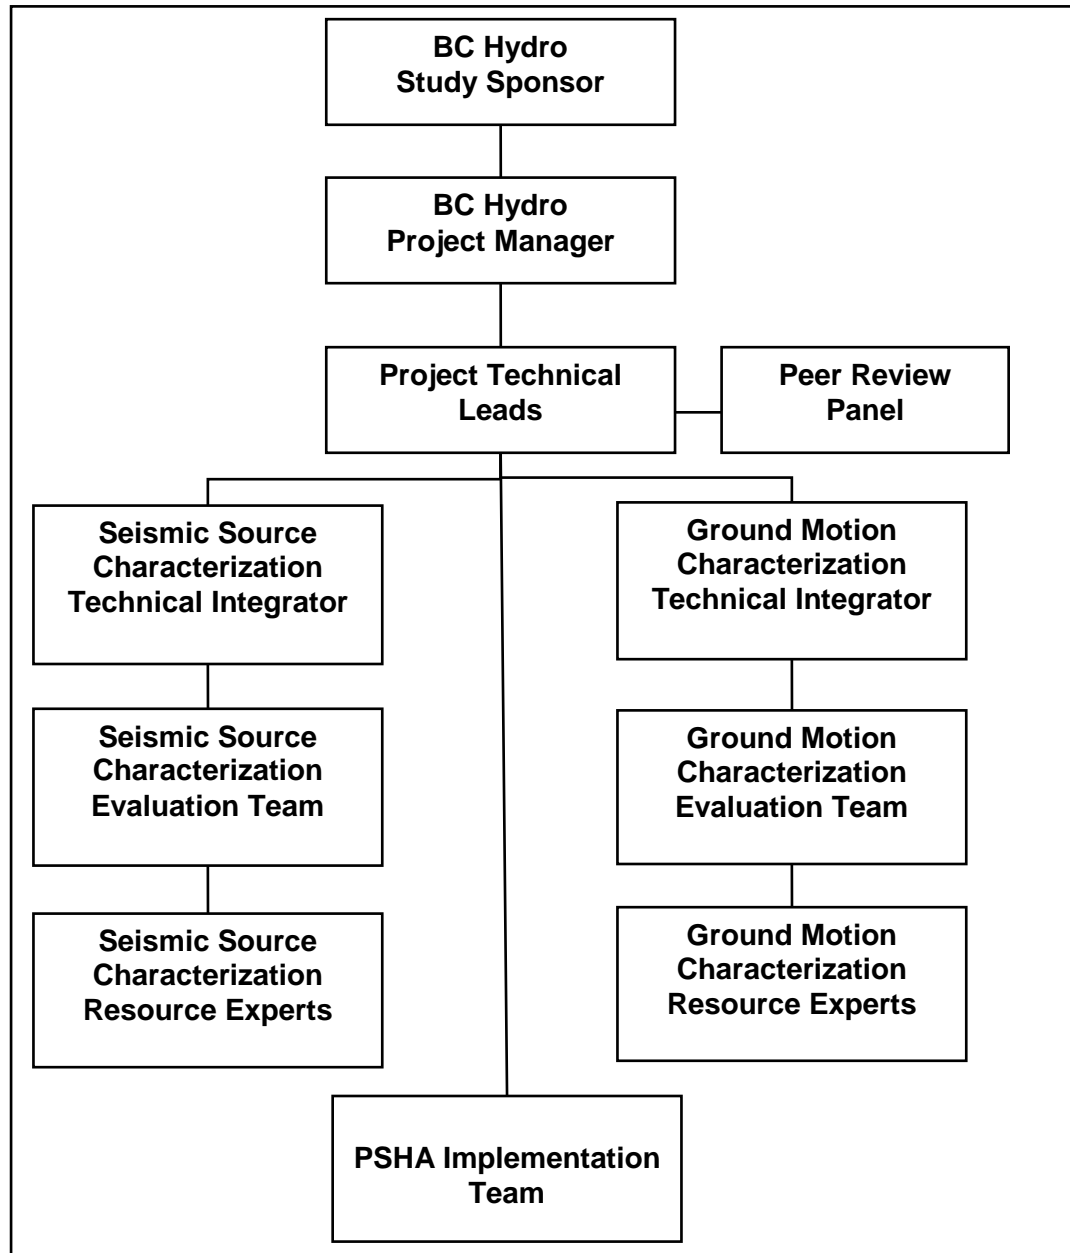 BC Hydro
Study Sponsor
BC Hydro
Project Manager
Project Technical
Leads
Peer Review
Panel
Seismic Source
Characterization
Technical Integrator
Ground Motion
Characterization
Technical Integrator
Seismic Source
Characterization
Evaluation Team
Ground Motion
Characterization
Evaluation Team
Seismic Source
Characterization
Resource Experts
Ground Motion
Characterization
Resource Experts
PSHA Implementation
Team